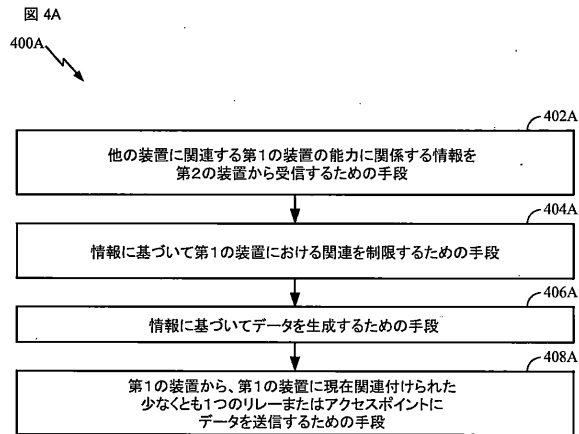 図 4A
400A
402A
他の装置に関連する第1の装置の能力に関係する情報を
第2の装置から受信するための手段
404A
情報に基づいて第1の装置における関連を制限するための手段
406A
情報に基づいてデータを生成するための手段
408A
第1の装置から、第1の装置に現在関連付けられた
少なくとも1つのリレーまたはアクセスポイントに
データを送信するための手段